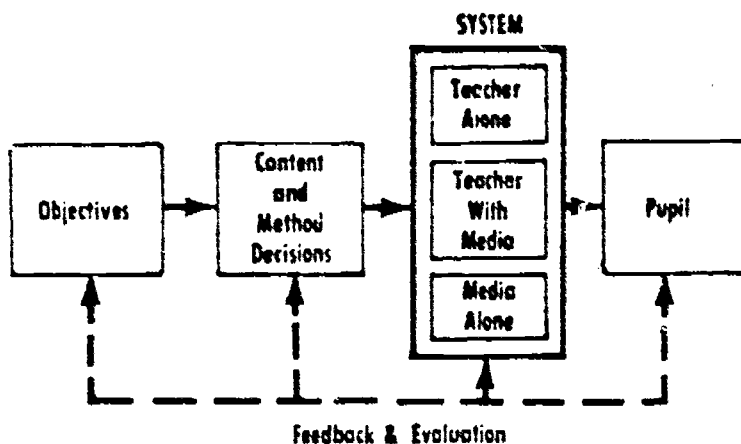 SYSTEM
Teacher
Alone
Objectives
Content
and
Method
Decisions
Teacher
With
Media
Media
Alone
Pupil
Feedback & Evaluation